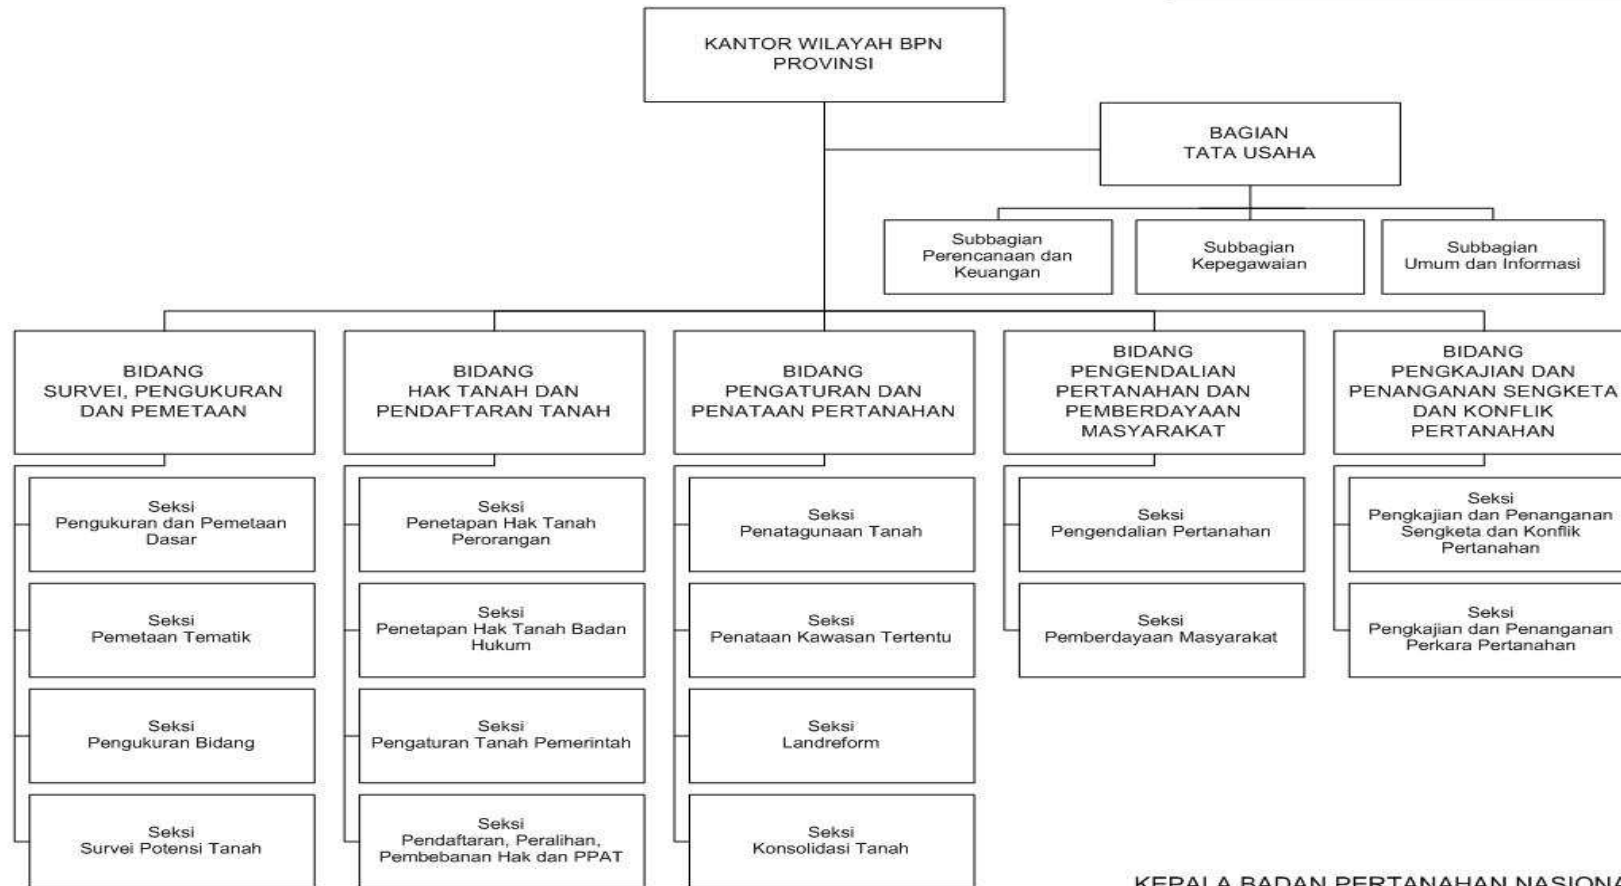 KANTOR WILAYAH BPN
PROVINSI
BAGIAN
TATA USAHA
Subbagian
Perencanaan dan
Keuangan
Subbagian
Kepegawaian
Subbagian
Umum dan Informasi
BIDANG
SURVEI, PENGUKURAN
DAN PEMETAAN
BIDANG
HAK TANAH DAN
PENDAFTARAN TANAH
BIDANG
PENGATURAN DAN
PENATAAN PERTANAHAN
BIDANG
PENGENDALIAN
PERTANAHAN DAN
PEMBERDAYAAN
MASYARAKAT
BIDANG
PENGKAJIAN DAN
PENANGANAN SENGKETA
DAN KONFLIK
PERTANAHAN
Seksi
Pengukuran dan Pemetaan
Dasar
Seksi
Pemetaan Tematik
Seksi
Pengukuran Bidang
Seksi
Survei Potensi Tanah
Seksi
Penetapan Hak Tanah
Perorangan
Seksi
Penetapan Hak Tanah Badan
Hukum
Seksi
Pengaturan Tanah Pemerintah
Seksi
Pendaftaran, Peralihan,
Pembebanan Hak dan PPAT
Seksi
Penatagunaan Tanah
Seksi
Penataan Kawasan Tertentu
Seksi
Landreform
Seksi
Konsolidasi Tanah
Seksi
Pengendalian Pertanahan
Seksi
Pemberdayaan Masyarakat
Seksi
Pengkajian dan Penanganan
Sengketa dan Konflik
Pertanahan
Seksi
Pengkajian dan Penanganan
Perkara Pertanahan
KEPALA BADAN PERTANAHAN NASIONA